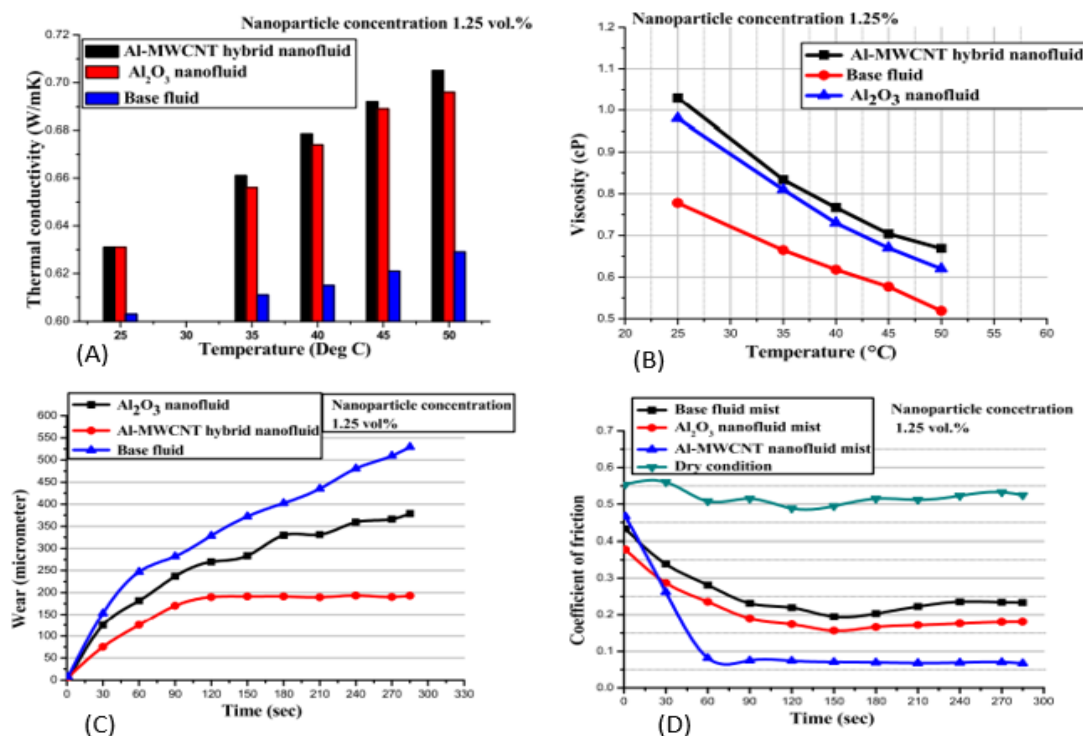 Nanoparticle concentration 1.25 vol.%
Al-MWCNT hybrid nanofluid
Al₂O₃ nanofluid
Base fluid
Thermal conductivity (W/mK)
0.72
0.70
0.68
0.66
0.64
0.62
0.60
25 30 35 40 45 50
Temperature (Deg C)
(A)
Nanoparticle concentration 1.25%
Al-MWCNT hybrid nanofluid
Base fluid
Al₂O₃ nanofluid
Viscosity (cP)
1.2
1.1
1.0
0.9
0.8
0.7
0.6
0.5
20 25 30 35 40 45 50 55 60
Temperature (°C)
(B)
Al₂O₃ nanofluid
Al-MWCNT hybrid nanofluid
Base fluid
Nanoparticle concentration
1.25 vol%
Wear (micrometer)
600
550
500
450
400
350
300
250
200
150
100
50
0
0 30 60 90 120 150 180 210 240 270 300 330
Time (sec)
(C)
Base fluid mist
Al₂O₃ nanofluid mist
Al-MWCNT nanofluid mist
Dry condition
Nanoparticle concetration
1.25 vol.%
Coefficient of friction
0.7
0.6
0.5
0.4
0.3
0.2
0.1
0.0
0 30 60 90 120 150 180 210 240 270 300
Time (sec)
(D)